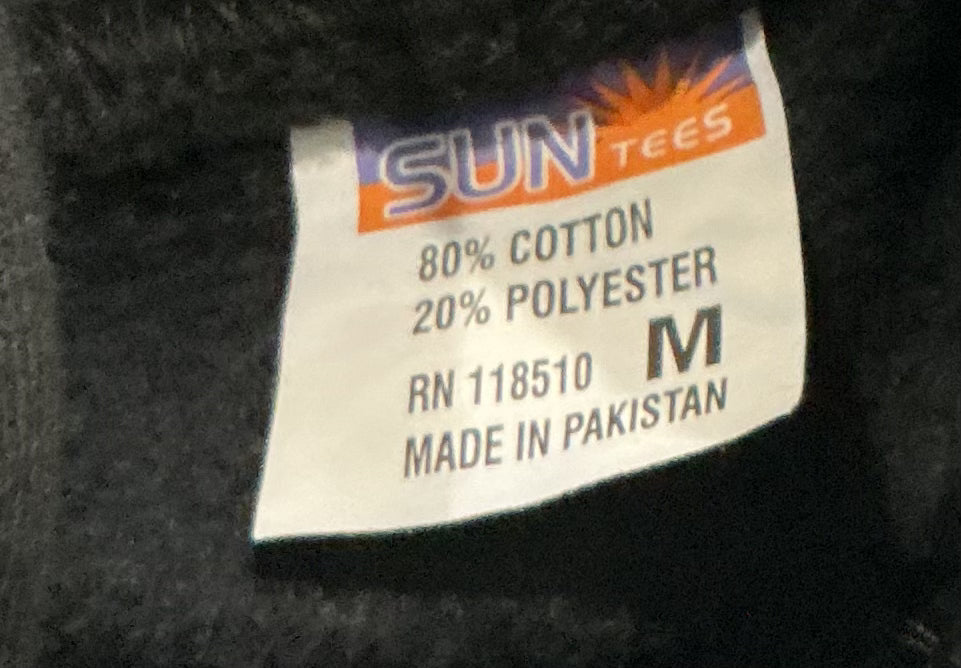 SUN TEES
80% COTTON
20% POLYESTER
RN 118510 M
MADE IN PAKISTAN